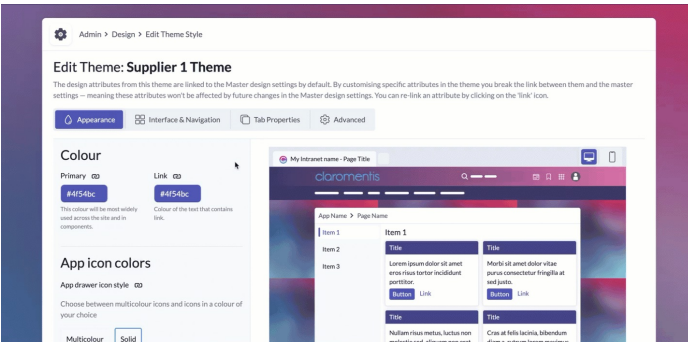 Admin > Design > Edit Theme Style
Edit Theme: Supplier 1 Theme
The design attributes from this theme are linked to the Master design settings by default. By customising specific attributes in the theme you break the link between them and the master
settings — meaning these attributes won't be affected by future changes in the Master design settings. You can re-link an attribute by clicking on the 'link' icon.
Appearance
Interface & Navigation
Tab Properties
Advanced
Colour
Primary
Link
#4f54bc
#4f54bc
This colour will be most widely
used across the site and in
components.
Colour of the text that contains
link.
App icon colors
App drawer icon style
Choose between multicolour icons and icons in a colour of
your choice
Multicolour
Solid
My Intranet name - Page Title
claromentis
App Name > Page Name
Item 1
Item 2
Item 3
Item 1
Title
Lorem ipsum dolor sit amet
eros risus tortor incididunt
porttitor.
Button Link
Title
Morbi sit amet dolor vitae
purus consectetur fringilla at
sed justo.
Button Link
Title
Nullam risus metus, luctus non
Title
Cras at felis lacinia, bibendum